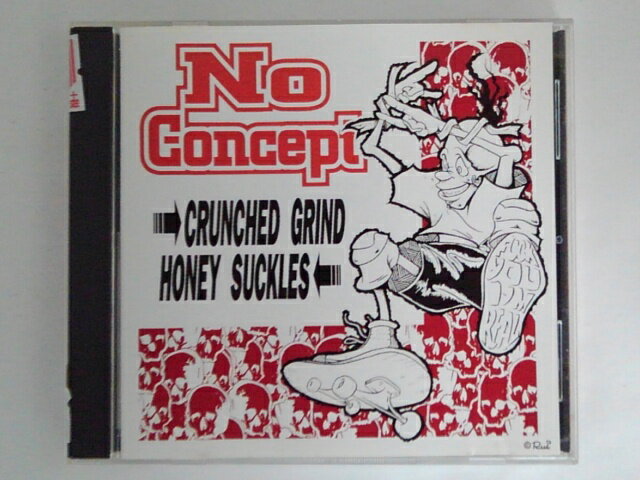 No
Concept
CRUNCHED GRIND
HONEY SUCKLES